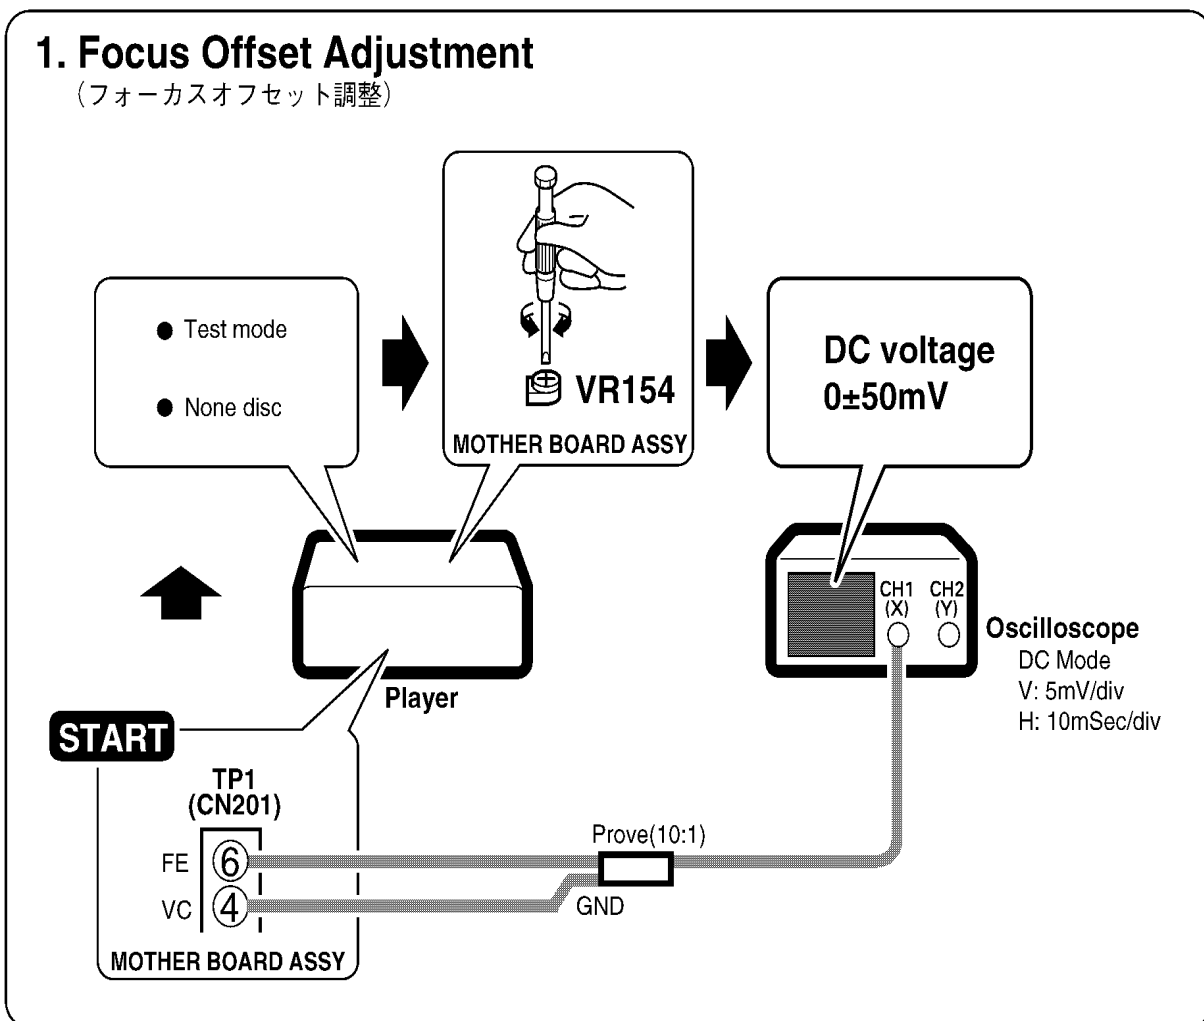 1. Focus Offset Adjustment
(フォーカスオフセット調整)
● Test mode
● None disc
VR154
MOTHER BOARD ASSY
DC voltage
0±50mV
CH1
(X)
CH2
(Y)
Oscilloscope
DC Mode
V: 5mV/div
H: 10mSec/div
Player
START
TP1
(CN201)
FE
6
VC
4
Prove(10:1)
GND
MOTHER BOARD ASSY